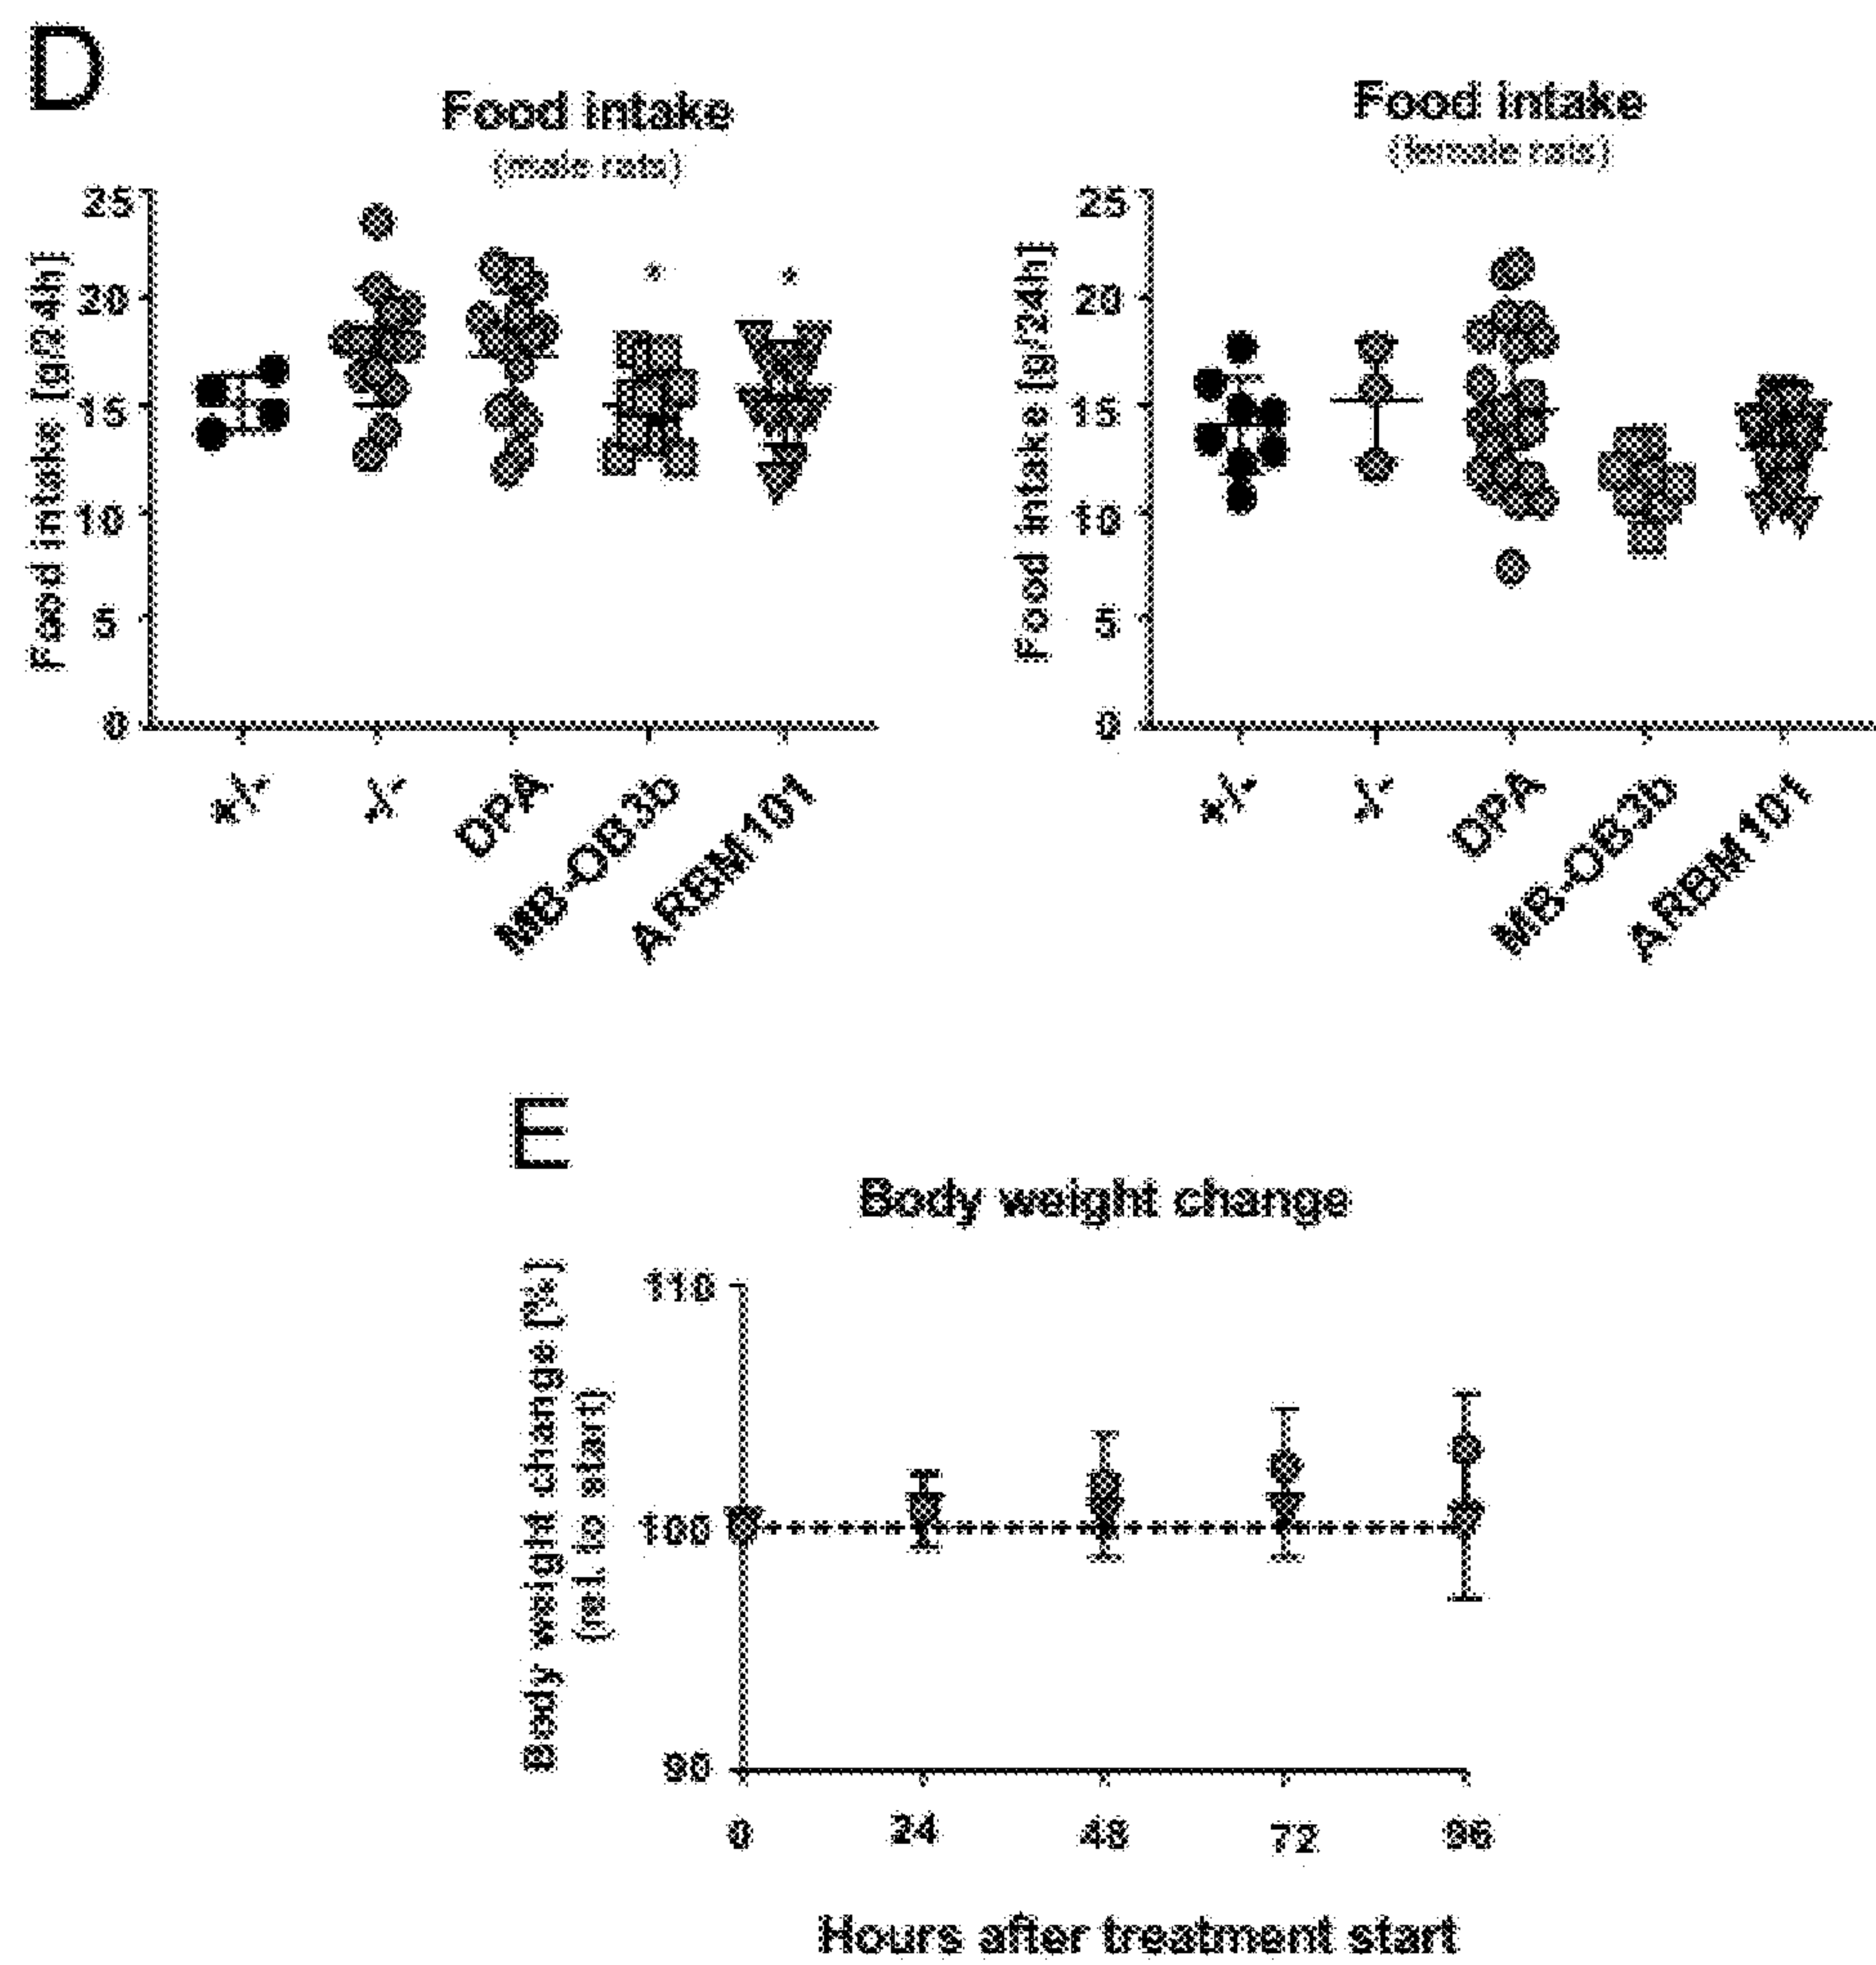 D
Food intake
(male rats)
Food intake [g/24h]
25
20
15
10
5
0
*
*
+/-
-/-
DPA
MB-OB3b
ARBM101
Food intake
(female rats)
Food intake [g/24h]
25
20
15
10
5
0
+/-
-/-
DPA
MB-OB3b
ARBM101
E
Body weight change
Body weight change [%]
(rel. to start)
110
100
90
0
24
48
72
96
Hours after treatment start